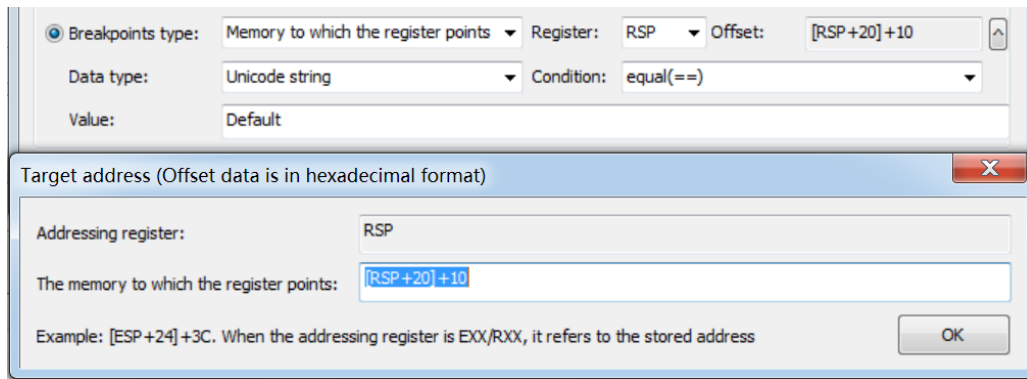 Breakpoints type: Memory to which the register points Register: RSP Offset: [RSP+20]+10
Data type: Unicode string Condition: equal(==)
Value: Default
Target address (Offset data is in hexadecimal format)
Addressing register: RSP
The memory to which the register points: [RSP+20]+10
Example: [ESP+24]+3C. When the addressing register is EXX/RXX, it refers to the stored address OK